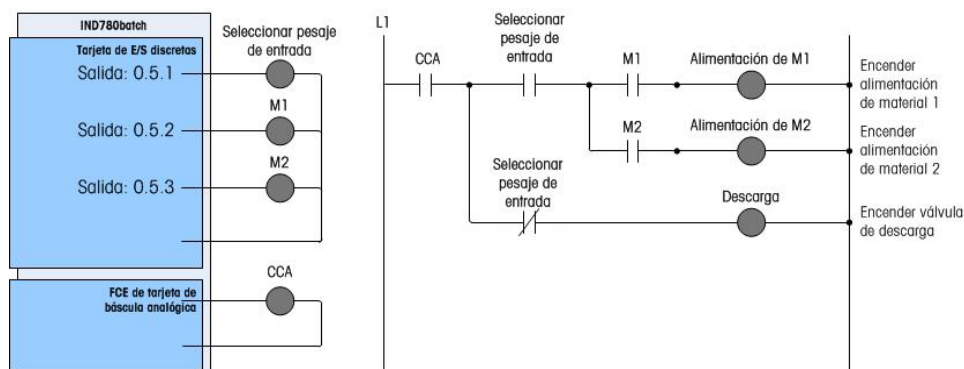 IND780batch
Tarjeta de E/S discretas
Salida: 0.5.1
Salida: 0.5.2
Salida: 0.5.3
Seleccionar pesaje
de entrada
M1
M2
FCE de tarjeta de
báscula analógica
CCA
L1
CCA
Seleccionar
pesaje de
entrada
M1
Alimentación de M1
Encender
alimentación
de material 1
M2
Alimentación de M2
Encender
alimentación
de material 2
Seleccionar
pesaje de
entrada
Descarga
Encender válvula
de descarga